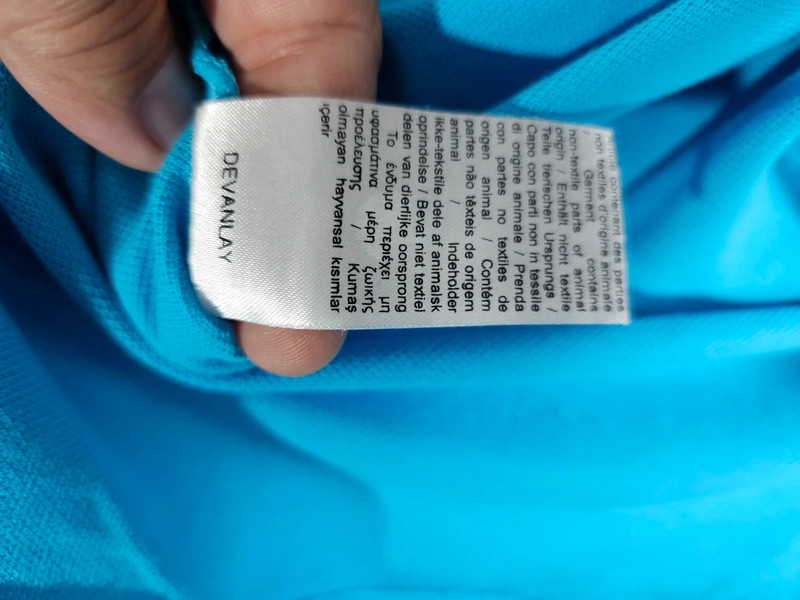 contenant des parties
non textiles d'origine animale
/ Garment contains
non-textile parts of animal
origin / Enthält nicht textile
Teile tierischen Ursprungs /
Capo con parti non in tessile
di origine animale / Prenda
con partes no textiles de
origen animal / Contém
partes não têxteis de origem
animal / Indeholder
ikke-tekstile dele af animalsk
oprindelse / Bevat niet textiel
delen van dierlijke oorsprong
Το ένδυμα περιέχει μη
υφασμάτινα μέρη ζωικής
προέλευσης / Kumaş
olmayan hayvansal kısımlar
içerir
DEVANLAY